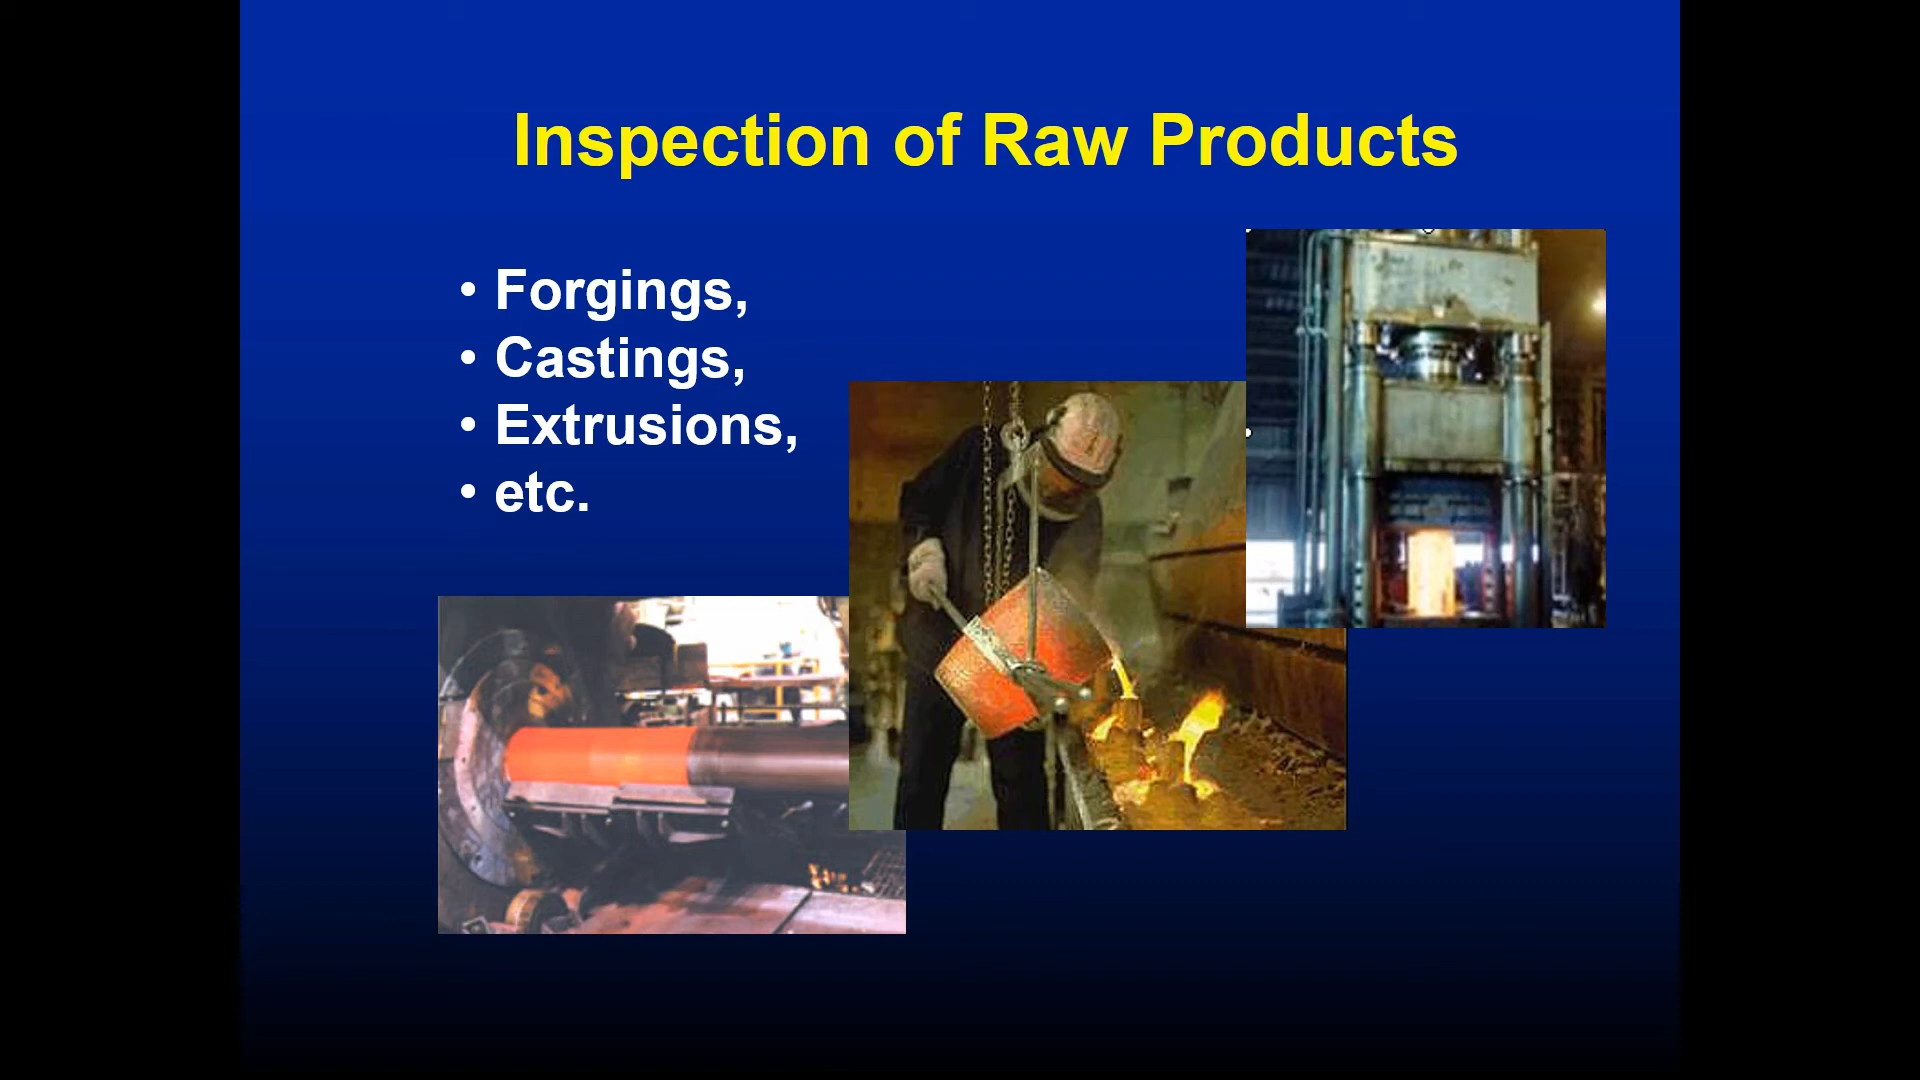 Inspection of Raw Products
• Forgings,
• Castings,
• Extrusions,
• etc.